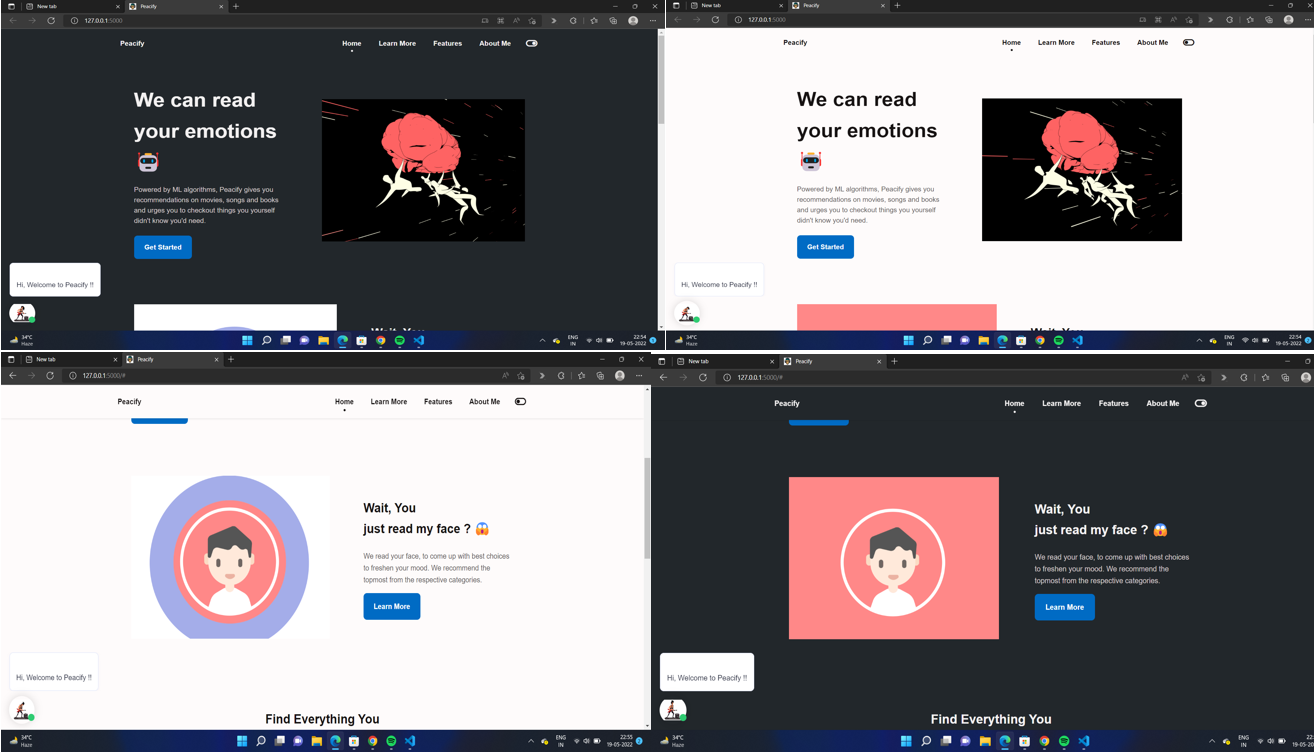 New tab
Peacify
127.0.0.1:5000
Peacify
Home
Learn More
Features
About Me
We can read
your emotions
Powered by ML algorithms, Peacify gives you
recommendations on movies, songs and books
and urges you to checkout things you yourself
didn't know you'd need.
Get Started
Hi, Welcome to Peacify !!
Wait, You
34°C
Haze
ENG
IN
22:54
19-05-2022
New tab
Peacify
127.0.0.1:5000
Peacify
Home
Learn More
Features
About Me
We can read
your emotions
Powered by ML algorithms, Peacify gives you
recommendations on movies, songs and books
and urges you to checkout things you yourself
didn't know you'd need.
Get Started
Hi, Welcome to Peacify !!
Wait, You
34°C
Haze
ENG
IN
22:54
19-05-2022
New tab
Peacify
127.0.0.1:5000/#
Peacify
Home
Learn More
Features
About Me
Wait, You
just read my face ?
We read your face, to come up with best choices
to freshen your mood. We recommend the
topmost from the respective categories.
Learn More
Hi, Welcome to Peacify !!
Find Everything You
34°C
Haze
ENG
IN
22:55
19-05-2022
New tab
Peacify
127.0.0.1:5000/#
Peacify
Home
Learn More
Features
About Me
Wait, You
just read my face ?
We read your face, to come up with best choices
to freshen your mood. We recommend the
topmost from the respective categories.
Learn More
Hi, Welcome to Peacify !!
Find Everything You
34°C
Haze
ENG
IN